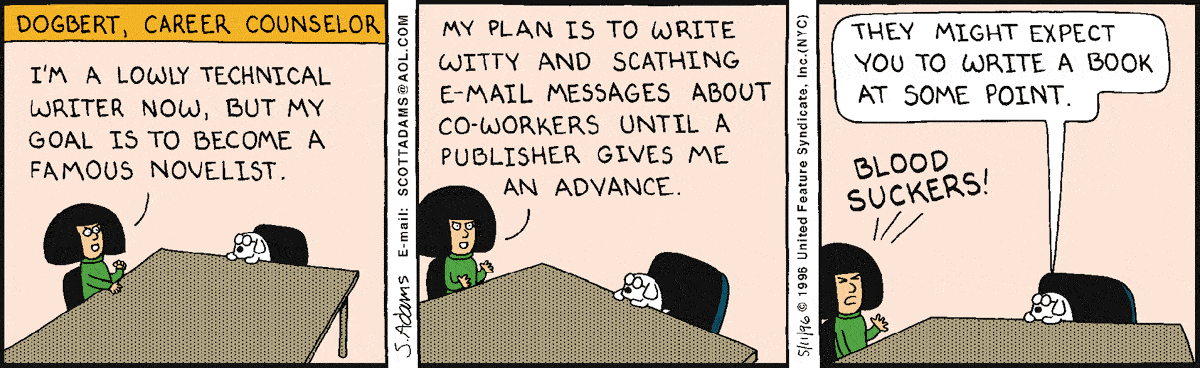 DOGBERT, CAREER COUNSELOR
I'M A LOWLY TECHNICAL
WRITER NOW, BUT MY
GOAL IS TO BECOME A
FAMOUS NOVELIST.
S.Adams E-mail: SCOTTADAMS@AOL.COM
MY PLAN IS TO WRITE
WITTY AND SCATHING
E-MAIL MESSAGES ABOUT
CO-WORKERS UNTIL A
PUBLISHER GIVES ME
AN ADVANCE.
5/11/96 © 1996 United Feature Syndicate, Inc.(NYC)
THEY MIGHT EXPECT
YOU TO WRITE A BOOK
AT SOME POINT.
BLOOD
SUCKERS!